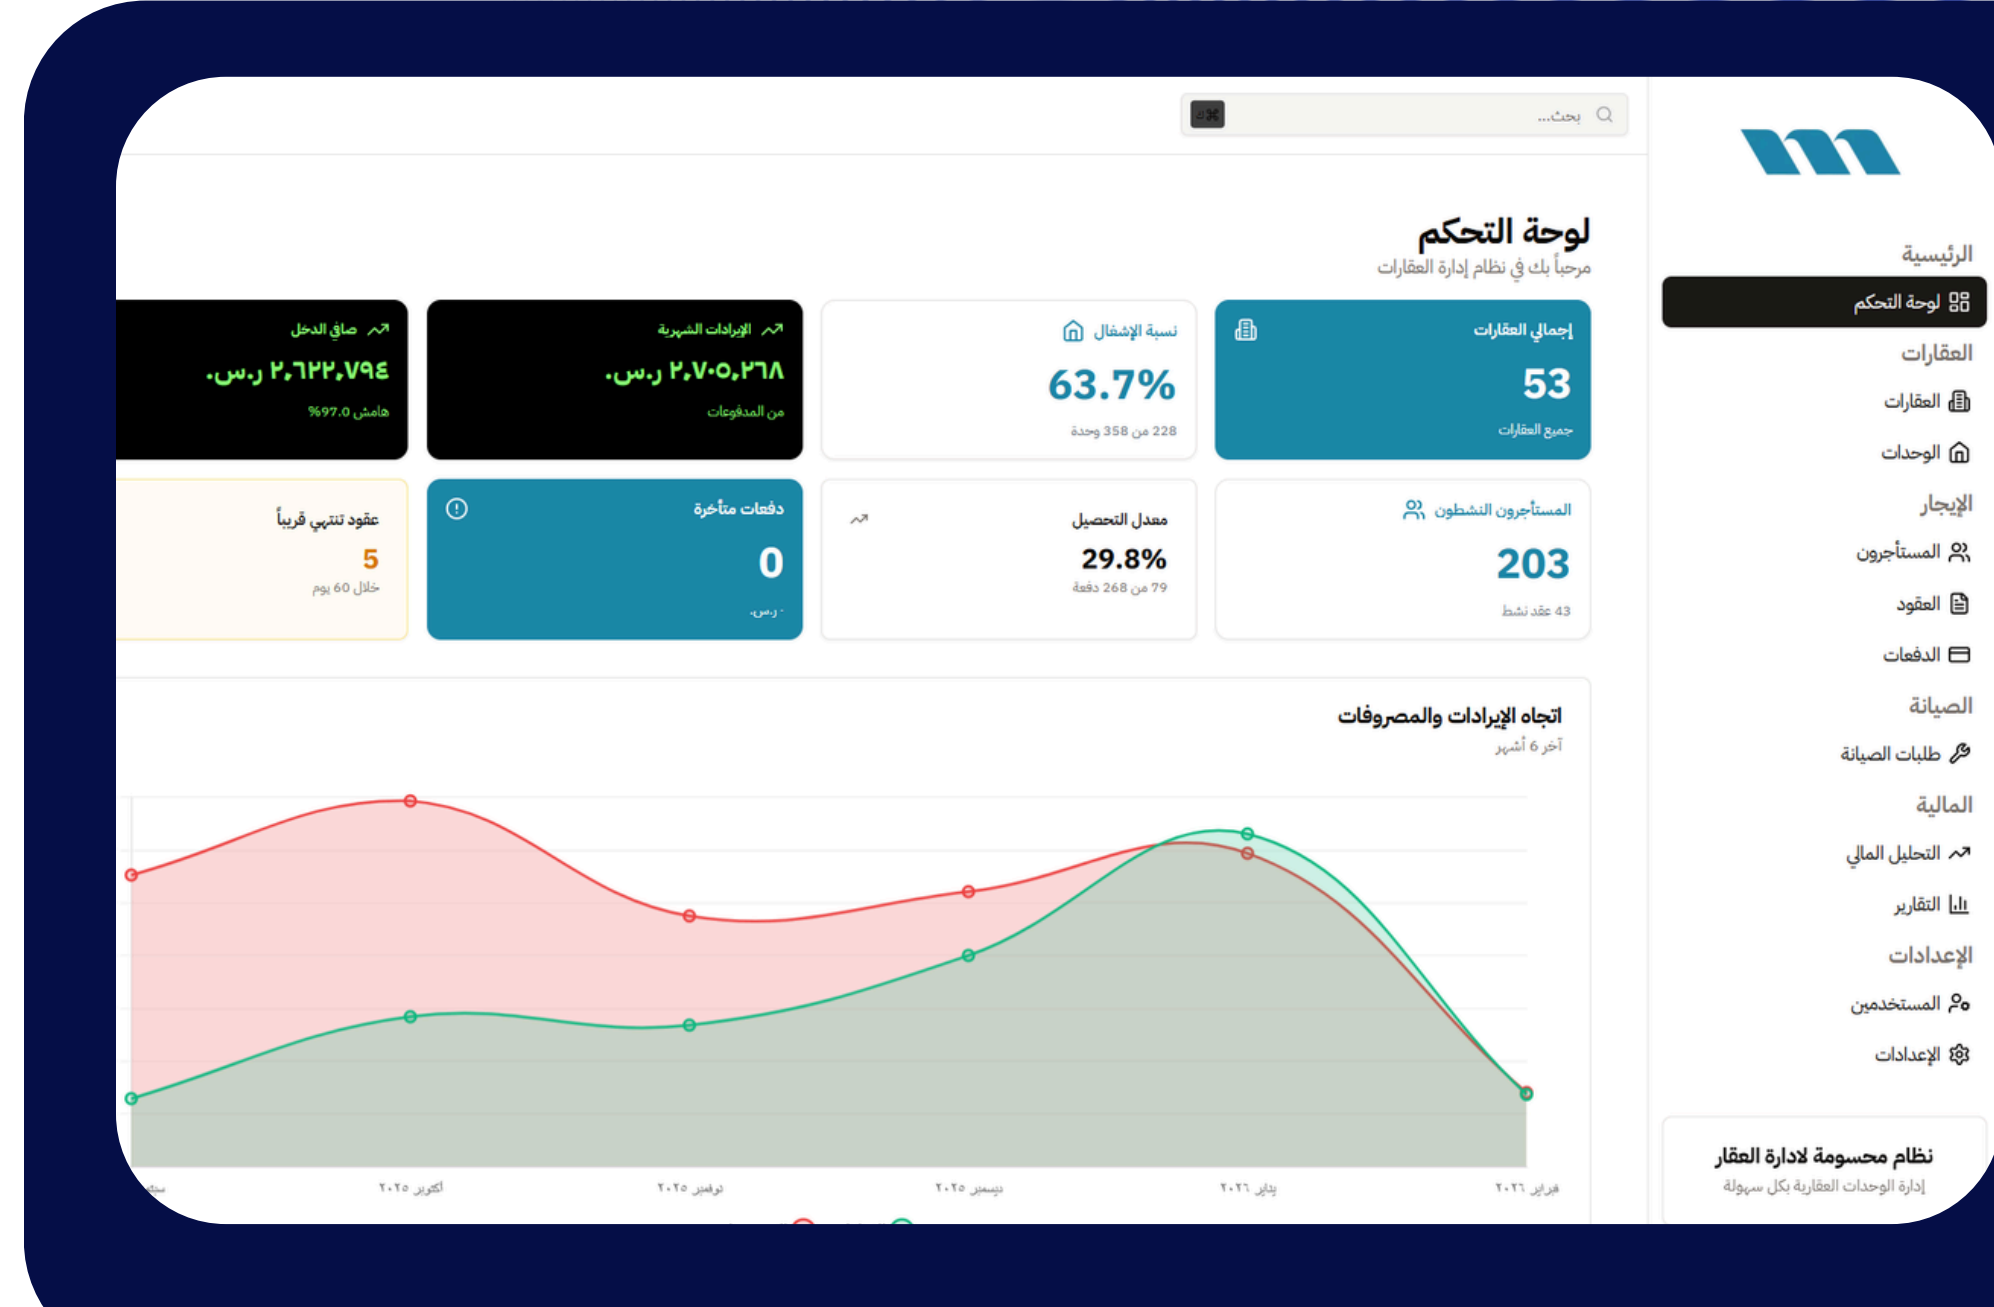 بحث...
الرئيسية
لوحة التحكم
العقارات
العقارات
الوحدات
الإيجار
المستأجرون
العقود
الدفعات
الصيانة
طلبات الصيانة
المالية
التحليل المالي
التقارير
الإعدادات
المستخدمين
الإعدادات
نظام محسومة لادارة العقار
إدارة الوحدات العقارية بكل سهولة
لوحة التحكم
مرحباً بك في نظام إدارة العقارات
إجمالي العقارات
53
جميع العقارات
نسبة الإشغال
63.7%
228 من 358 وحدة
الإيرادات الشهرية
٢,٧٠٥,٢٦٨ ر.س.
من المدفوعات
صافي الدخل
٢,٦٢٢,٧٩٤ ر.س.
هامش 97.0%
المستأجرون النشطون
203
43 عقد نشط
معدل التحصيل
29.8%
79 من 268 دفعة
دفعات متأخرة
0
٠ ر.س.
عقود تنتهي قريباً
5
خلال 60 يوم
اتجاه الإيرادات والمصروفات
آخر 6 أشهر
فبراير ٢٠٢٦
يناير ٢٠٢٦
ديسمبر ٢٠٢٥
نوفمبر ٢٠٢٥
أكتوبر ٢٠٢٥